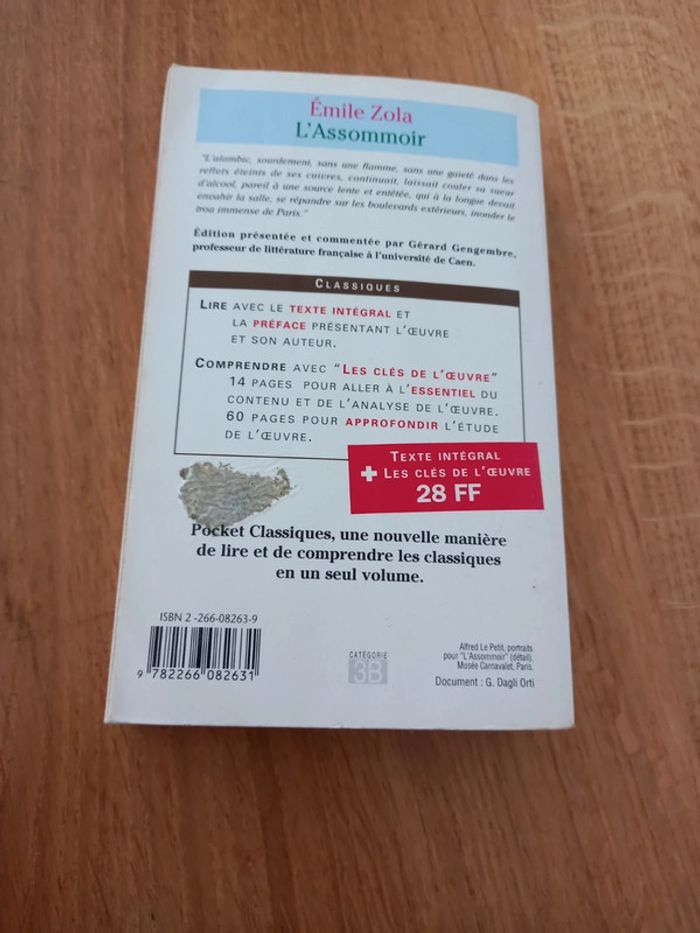 Émile Zola
L'Assommoir
"L'alambic, sourdement, sans une flamme, sans une gaieté dans les
reflets éteints de ses cuivres, continuait, laissait couler sa sueur
d'alcool, pareil à une source lente et entêtée, qui à la longue devait
envahir la salle, se répandre sur les boulevards extérieurs, inonder le
trou immense de Paris."
Édition présentée et commentée par Gérard Gengembre,
professeur de littérature française à l'université de Caen.
CLASSIQUES
LIRE AVEC LE TEXTE INTÉGRAL ET
LA PRÉFACE PRÉSENTANT L'ŒUVRE
ET SON AUTEUR.
COMPRENDRE AVEC "LES CLÉS DE L'ŒUVRE"
14 PAGES POUR ALLER À L'ESSENTIEL DU
CONTENU ET DE L'ANALYSE DE L'ŒUVRE.
60 PAGES POUR APPROFONDIR L'ÉTUDE
DE L'ŒUVRE.
TEXTE INTÉGRAL
+ LES CLÉS DE L'ŒUVRE
28 FF
Pocket Classiques, une nouvelle manière
de lire et de comprendre les classiques
en un seul volume.
ISBN 2 -266-08263-9
9 782266 082631
CATÉGORIE
3B
Alfred Le Petit, portraits
pour "L'Assommoir" (détail).
Musée Carnavalet, Paris.
Document : G. Dagli Orti